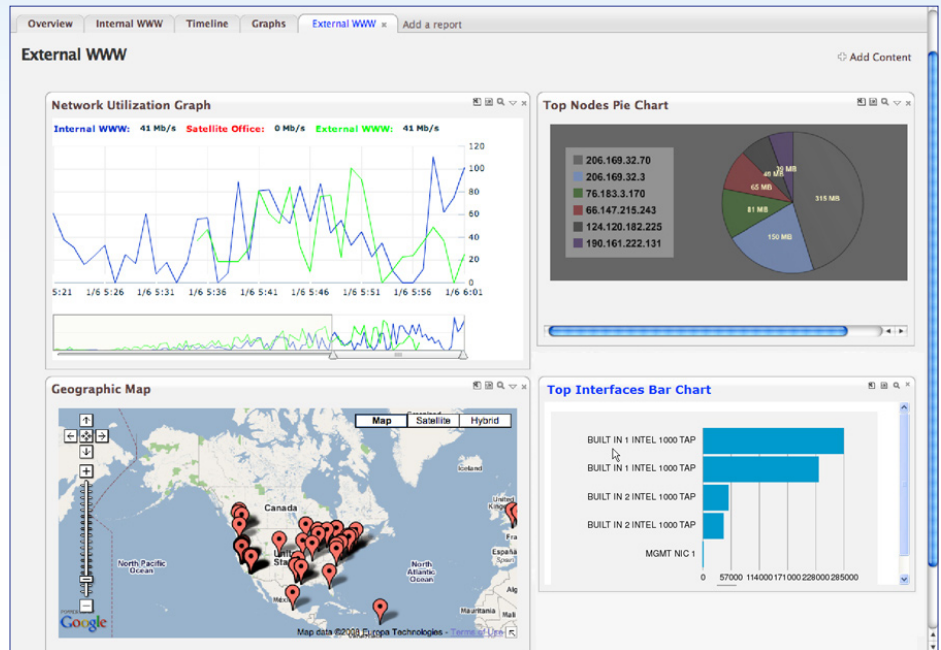 Overview Internal WWW Timeline Graphs External WWW × Add a report
External WWW
Add Content
Network Utilization Graph
Internal WWW: 41 Mb/s Satellite Office: 0 Mb/s External WWW: 41 Mb/s
120
100
80
60
40
20
0
5:21 1/6 5:26 1/6 5:31 1/6 5:36 1/6 5:41 1/6 5:46 1/6 5:51 1/6 5:56 1/6 6:01
Top Nodes Pie Chart
206.169.32.70
206.169.32.3
76.183.3.170
66.147.215.243
124.120.182.225
190.161.222.131
315 MB
150 MB
81 MB
65 MB
Geographic Map
Map Satellite Hybrid
Iceland
Canada
North Pacific
Ocean
North
Atlantic
Ocean
España
Mauritania Mali
Google
Map data ©2008 Europa Technologies - Terms of Use
Top Interfaces Bar Chart
BUILT IN 1 INTEL 1000 TAP
BUILT IN 1 INTEL 1000 TAP
BUILT IN 2 INTEL 1000 TAP
BUILT IN 2 INTEL 1000 TAP
MGMT NIC 1
0 57000 114000 171000 228000 285000